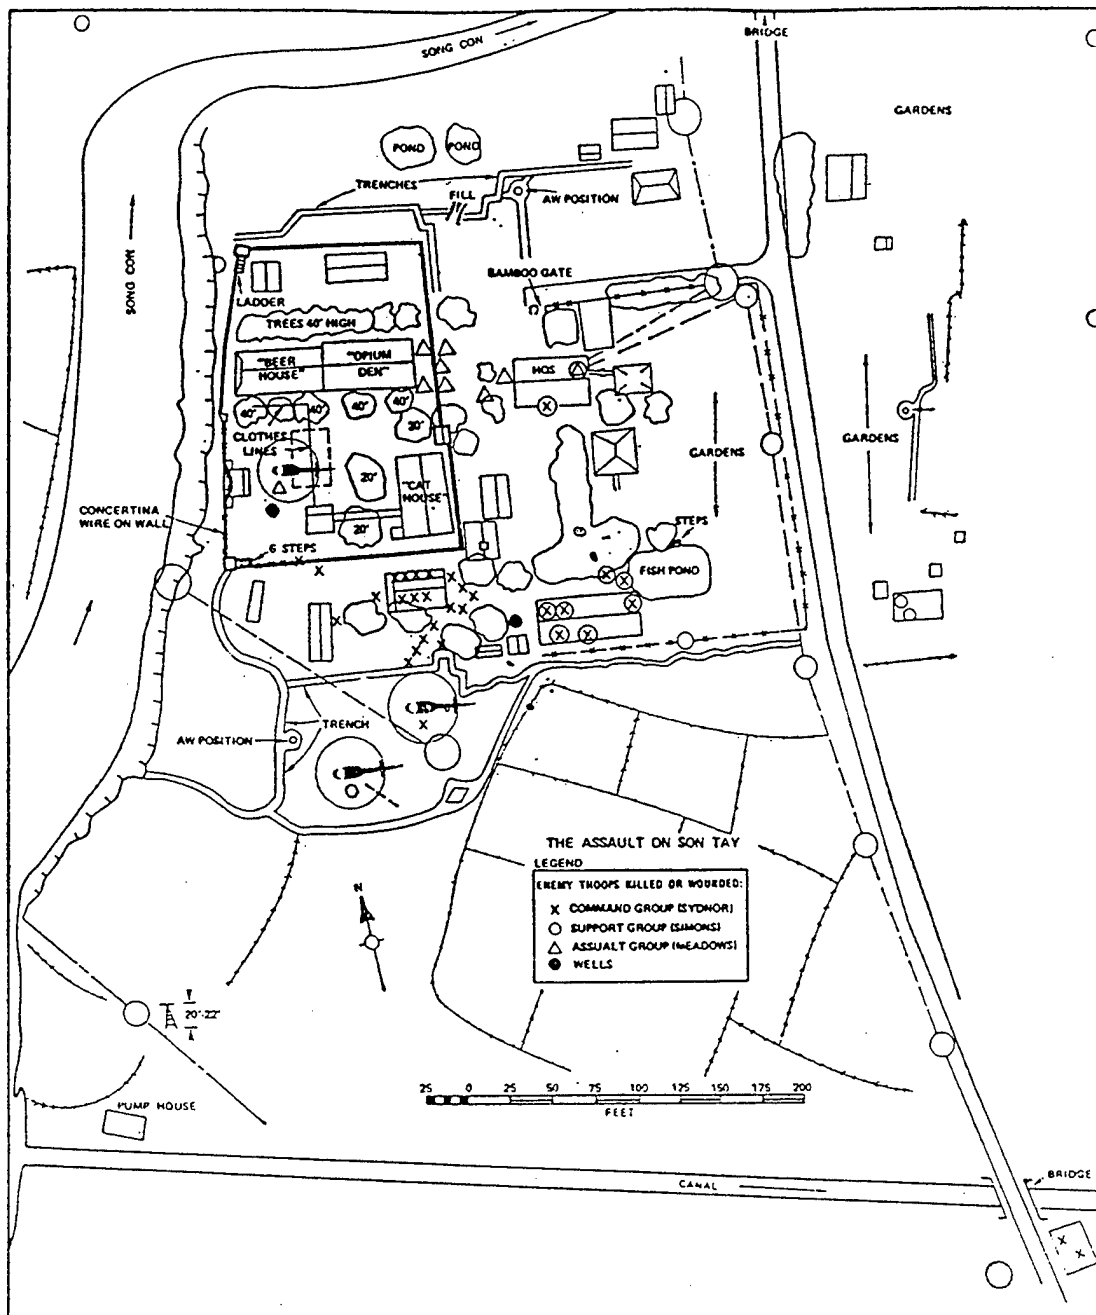 SONG CON
BRIDGE
GARDENS
POND
POND
TRENCHES
FILL
AW POSITION
SONG CON
BAMBOO GATE
LADDER
TREES 40' HIGH
"BEER
HOUSE"
"OPIUM
DEN"
HQS
40'
40'
40'
40'
20'
CLOTHES
LINES
GARDENS
GARDENS
20'
"CAT
HOUSE"
CONCERTINA
WIRE ON WALL
20'
STEPS
6 STEPS
FISH POND
TRENCH
AW POSITION
THE ASSAULT ON SON TAY
LEGEND
ENEMY TROOPS KILLED OR WOUNDED:
X COMMAND GROUP (SYDNOR)
○ SUPPORT GROUP (SIMONS)
△ ASSUALT GROUP (MEADOWS)
● WELLS
N
20'-22'
25 0 25 50 75 100 125 150 175 200
FEET
PUMP HOUSE
CANAL
BRIDGE